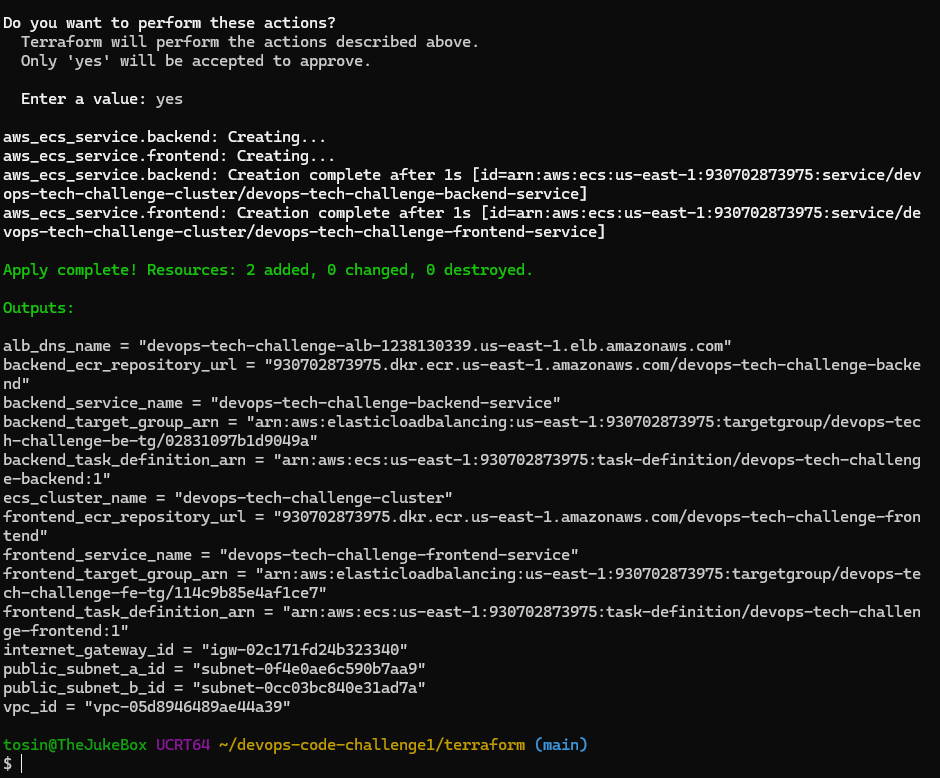 Do you want to perform these actions?
  Terraform will perform the actions described above.
  Only 'yes' will be accepted to approve.

  Enter a value: yes

aws_ecs_service.backend: Creating...
aws_ecs_service.frontend: Creating...
aws_ecs_service.backend: Creation complete after 1s [id=arn:aws:ecs:us-east-1:930702873975:service/dev
ops-tech-challenge-cluster/devops-tech-challenge-backend-service]
aws_ecs_service.frontend: Creation complete after 1s [id=arn:aws:ecs:us-east-1:930702873975:service/de
vops-tech-challenge-cluster/devops-tech-challenge-frontend-service]

Apply complete! Resources: 2 added, 0 changed, 0 destroyed.

Outputs:

alb_dns_name = "devops-tech-challenge-alb-1238130339.us-east-1.elb.amazonaws.com"
backend_ecr_repository_url = "930702873975.dkr.ecr.us-east-1.amazonaws.com/devops-tech-challenge-backe
nd"
backend_service_name = "devops-tech-challenge-backend-service"
backend_target_group_arn = "arn:aws:elasticloadbalancing:us-east-1:930702873975:targetgroup/devops-tec
h-challenge-be-tg/02831097b1d9049a"
backend_task_definition_arn = "arn:aws:ecs:us-east-1:930702873975:task-definition/devops-tech-challeng
e-backend:1"
ecs_cluster_name = "devops-tech-challenge-cluster"
frontend_ecr_repository_url = "930702873975.dkr.ecr.us-east-1.amazonaws.com/devops-tech-challenge-fron
tend"
frontend_service_name = "devops-tech-challenge-frontend-service"
frontend_target_group_arn = "arn:aws:elasticloadbalancing:us-east-1:930702873975:targetgroup/devops-te
ch-challenge-fe-tg/114c9b85e4af1ce7"
frontend_task_definition_arn = "arn:aws:ecs:us-east-1:930702873975:task-definition/devops-tech-challen
ge-frontend:1"
internet_gateway_id = "igw-02c171fd24b323340"
public_subnet_a_id = "subnet-0f4e0ae6c590b7aa9"
public_subnet_b_id = "subnet-0cc03bc840e31ad7a"
vpc_id = "vpc-05d8946489ae44a39"

tosin@TheJukeBox UCRT64 ~/devops-code-challenge1/terraform (main)
$